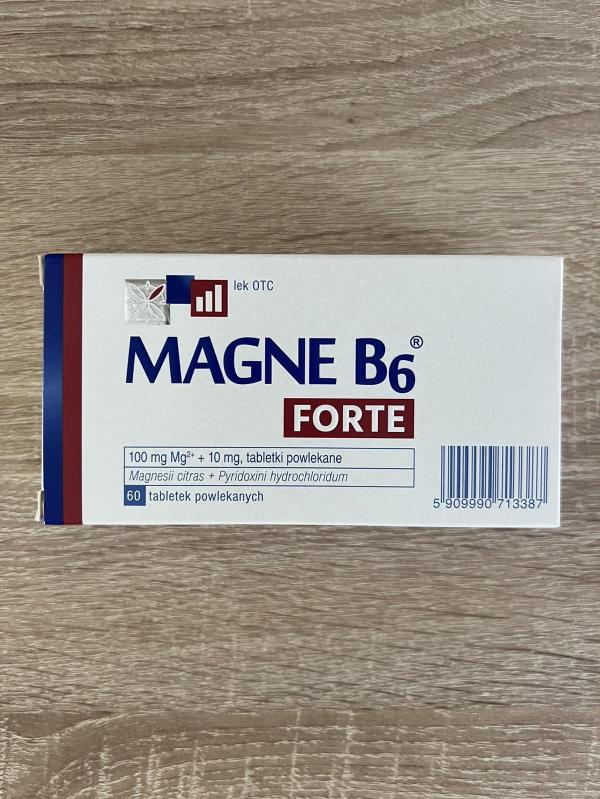 lek OTC
MAGNE B6®
FORTE
100 mg Mg²⁺ + 10 mg, tabletki powlekane
Magnesii citras + Pyridoxini hydrochloridum
60 tabletek powlekanych
5 909990 713387